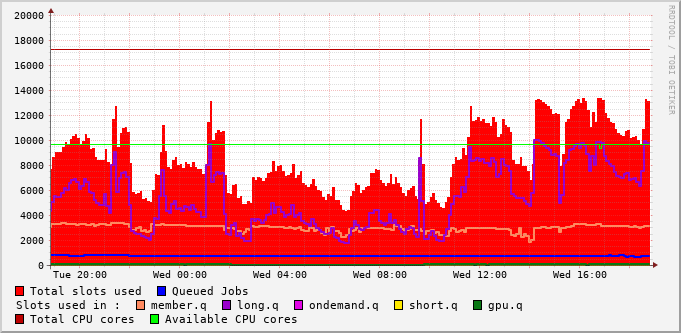 20000
18000
16000
14000
12000
10000
8000
6000
4000
2000
0
Tue 20:00 Wed 00:00 Wed 04:00 Wed 08:00 Wed 12:00 Wed 16:00
Total slots used Queued Jobs
Slots used in : member.q long.q ondemand.q short.q gpu.q
Total CPU cores Available CPU cores
RRDTOOL / TOBI OETIKER